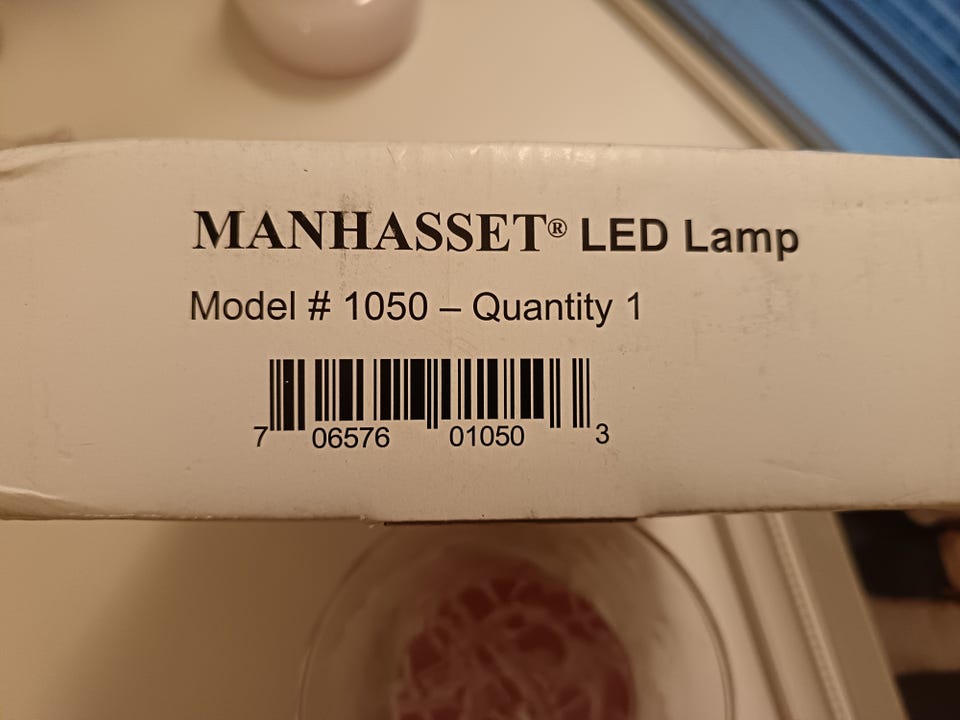 MANHASSET® LED Lamp
Model # 1050 – Quantity 1
7 06576 01050 3